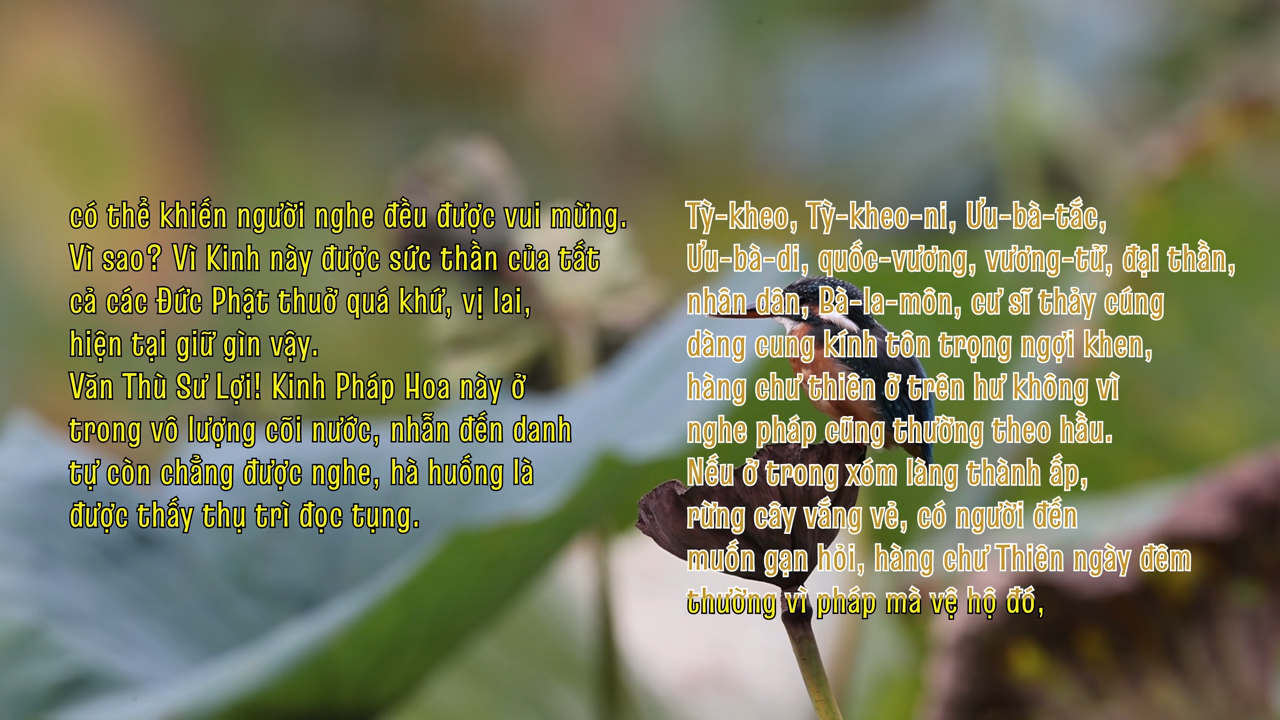 có thể khiến người nghe đều được vui mừng.
Vì sao? Vì Kinh này được sức thần của tất
cả các Đức Phật thuở quá khứ, vị lai,
hiện tại giữ gìn vậy.
Văn Thù Sư Lợi! Kinh Pháp Hoa này ở
trong vô lượng cõi nước, nhẫn đến danh
tự còn chẳng được nghe, hà huống là
được thấy thụ trì đọc tụng.
Tỳ-kheo, Tỳ-kheo-ni, Ưu-bà-tắc,
Ưu-bà-di, quốc-vương, vương-tử, đại thần,
nhân dân, Bà-la-môn, cư sĩ thảy cúng
dàng cung kính tôn trọng ngợi khen,
hàng chư thiên ở trên hư không vì
nghe pháp cũng thường theo hầu.
Nếu ở trong xóm làng thành ấp,
rừng cây vắng vẻ, có người đến
muốn gạn hỏi, hàng chư Thiên ngày đêm
thường vì pháp mà vệ hộ đó,